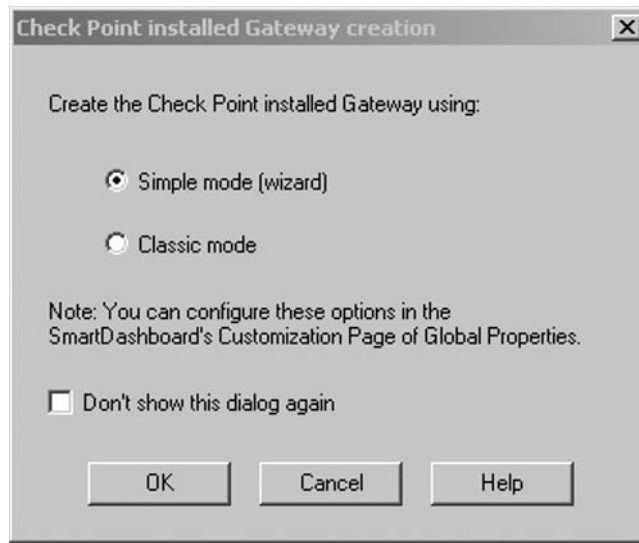 Check Point installed Gateway creation
Create the Check Point installed Gateway using:
Simple mode (wizard)
Classic mode
Note: You can configure these options in the
SmartDashboard's Customization Page of Global Properties.
Don't show this dialog again
OK
Cancel
Help